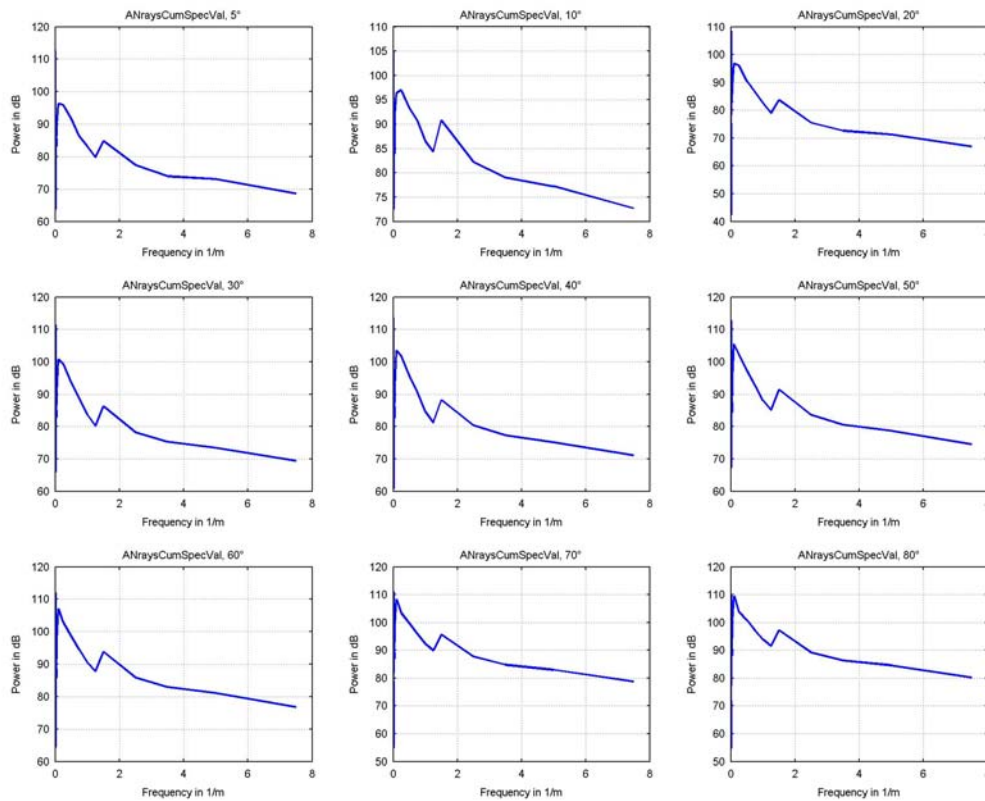 ANraysCumSpecVal, 5°
120
110
100
90
80
70
60
Power in dB
0 2 4 6 8
Frequency in 1/m
ANraysCumSpecVal, 10°
110
105
100
95
90
85
80
75
70
Power in dB
0 2 4 6 8
Frequency in 1/m
ANraysCumSpecVal, 20°
110
100
90
80
70
60
50
40
Power in dB
0 2 4 6 8
Frequency in 1/m
ANraysCumSpecVal, 30°
120
110
100
90
80
70
60
Power in dB
0 2 4 6 8
Frequency in 1/m
ANraysCumSpecVal, 40°
120
110
100
90
80
70
60
Power in dB
0 2 4 6 8
Frequency in 1/m
ANraysCumSpecVal, 50°
120
110
100
90
80
70
60
Power in dB
0 2 4 6 8
Frequency in 1/m
ANraysCumSpecVal, 60°
120
110
100
90
80
70
60
Power in dB
0 2 4 6 8
Frequency in 1/m
ANraysCumSpecVal, 70°
120
110
100
90
80
70
60
50
Power in dB
0 2 4 6 8
Frequency in 1/m
ANraysCumSpecVal, 80°
120
110
100
90
80
70
60
50
Power in dB
0 2 4 6 8
Frequency in 1/m